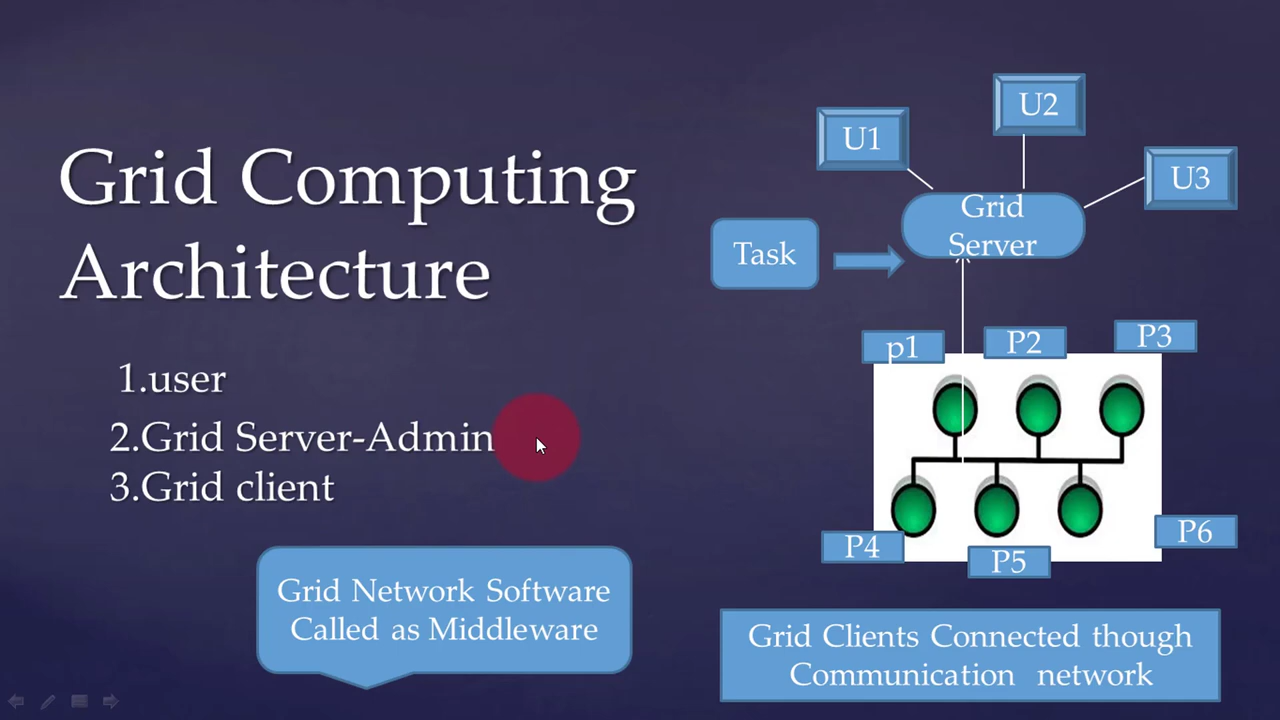 Grid Computing
Architecture
1.user
2.Grid Server-Admin
3.Grid client
Grid Network Software
Called as Middleware
U1
U2
U3
Grid
Server
Task
p1
P2
P3
P4
P5
P6
Grid Clients Connected though
Communication network